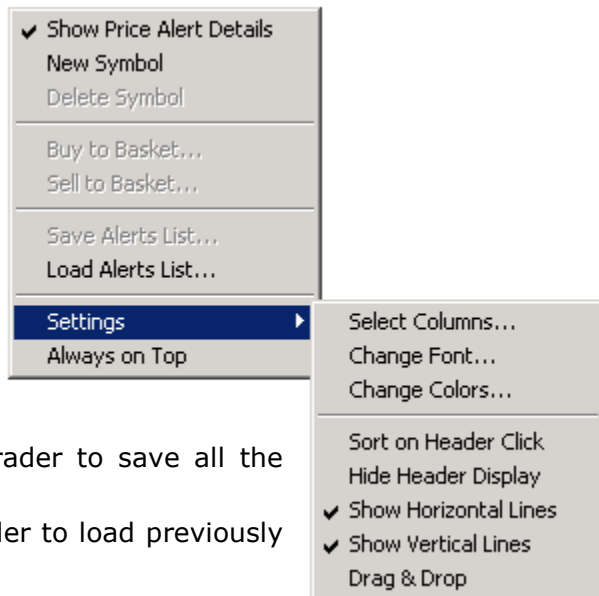 Show Price Alert Details
New Symbol
Delete Symbol
Buy to Basket...
Sell to Basket...
Save Alerts List...
Load Alerts List...
Settings
Always on Top
Select Columns...
Change Font...
Change Colors...
Sort on Header Click
Hide Header Display
Show Horizontal Lines
Show Vertical Lines
Drag & Drop
rader to save all the
ler to load previously